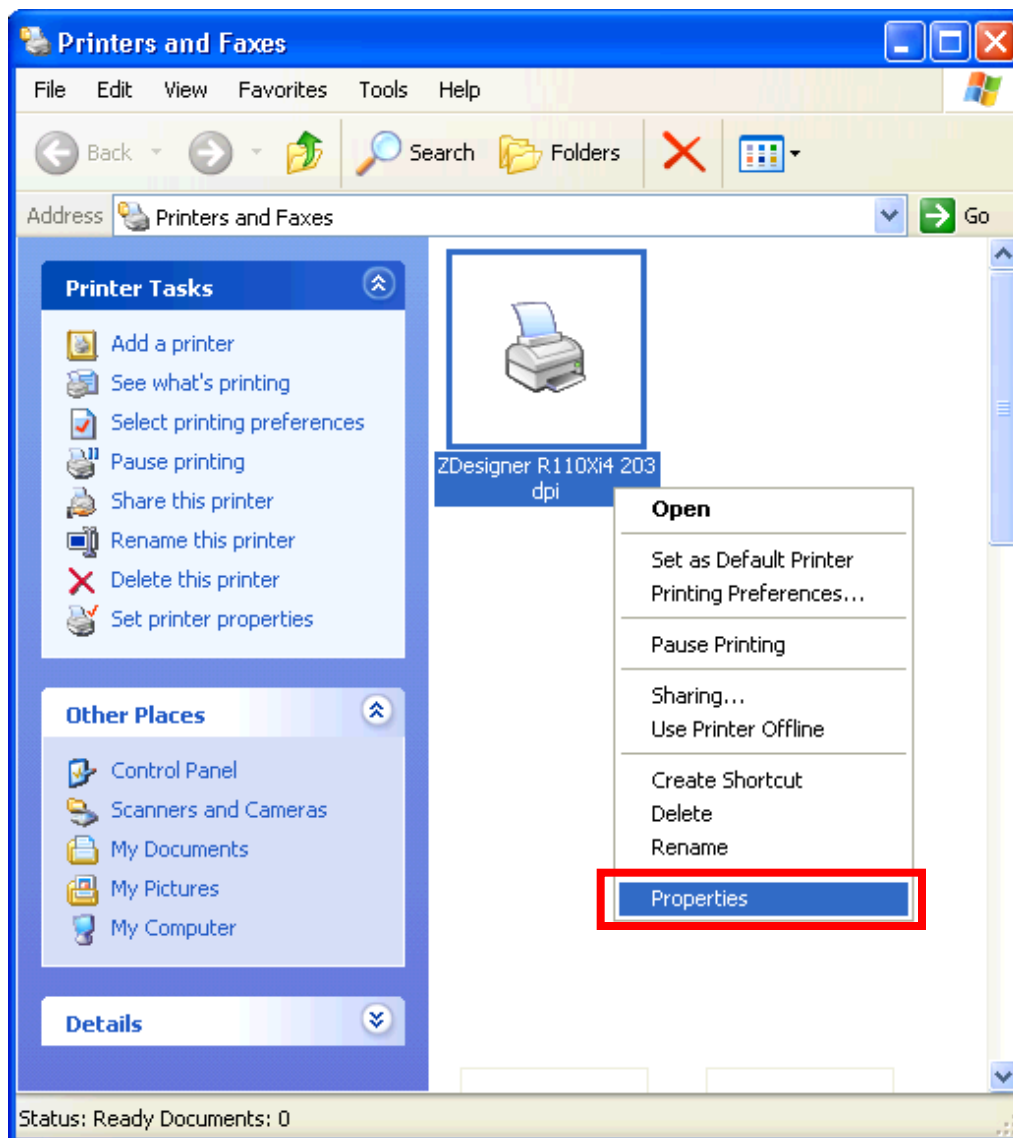 Printers and Faxes
File Edit View Favorites Tools Help
Back Search Folders
Address Printers and Faxes Go
Printer Tasks
Add a printer
See what's printing
Select printing preferences
Pause printing
Share this printer
Rename this printer
Delete this printer
Set printer properties
Other Places
Control Panel
Scanners and Cameras
My Documents
My Pictures
My Computer
Details
ZDesigner R110Xi4 203
dpi
Open
Set as Default Printer
Printing Preferences...
Pause Printing
Sharing...
Use Printer Offline
Create Shortcut
Delete
Rename
Properties
Status: Ready Documents: 0